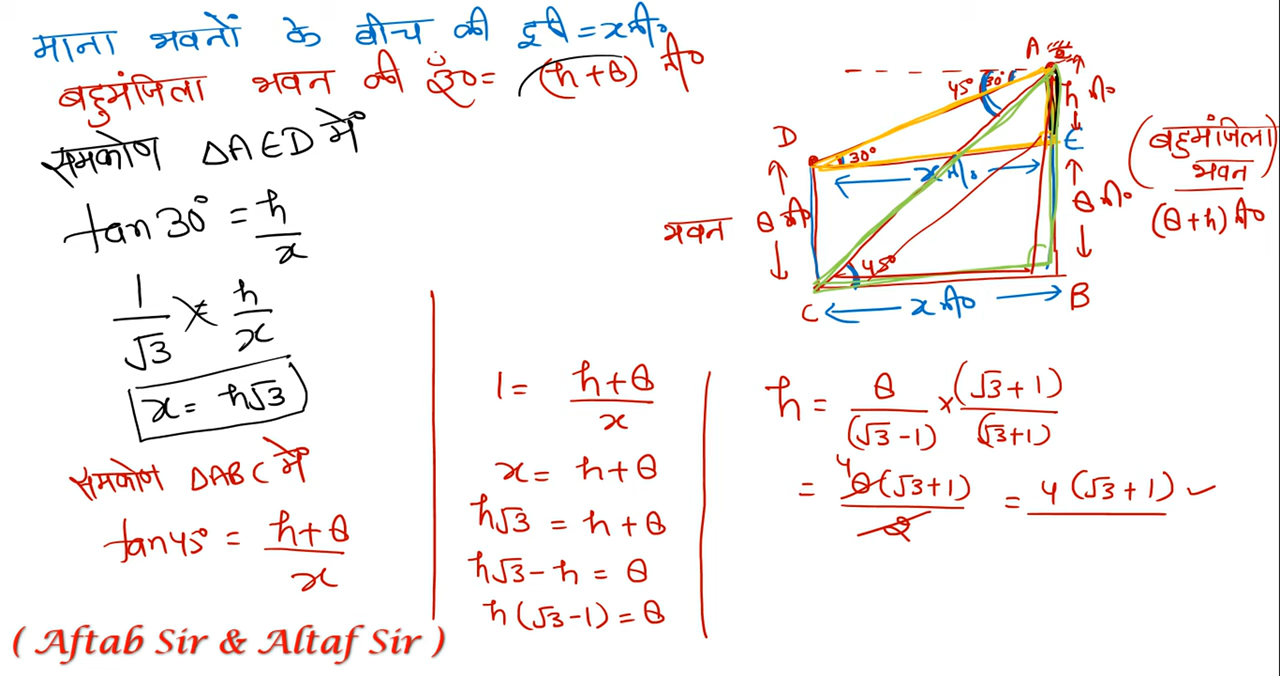 माना भवनों के बीच की दूरी = x मी०
बहुमंजिला भवन की ऊँ० = (h + 8) मी०
समकोण ΔAED में
tan 30° = h/x
1/√3 = h/x
x = h√3
समकोण ΔABC में
tan 45° = h+8/x
1 = h+8/x
x = h+8
h√3 = h+8
h√3 - h = 8
h(√3-1) = 8
h = 8/(√3-1) × (√3+1)/(√3+1)
= 4 8(√3+1)/2 = 4(√3+1) ✓
A
45° 30°
h मी०
D
30°
E
x मी०
भवन 8 मी०
8 मी०
(बहुमंजिला भवन)
(8+h) मी०
45°
C
x मी०
B
( Aftab Sir & Altaf Sir )